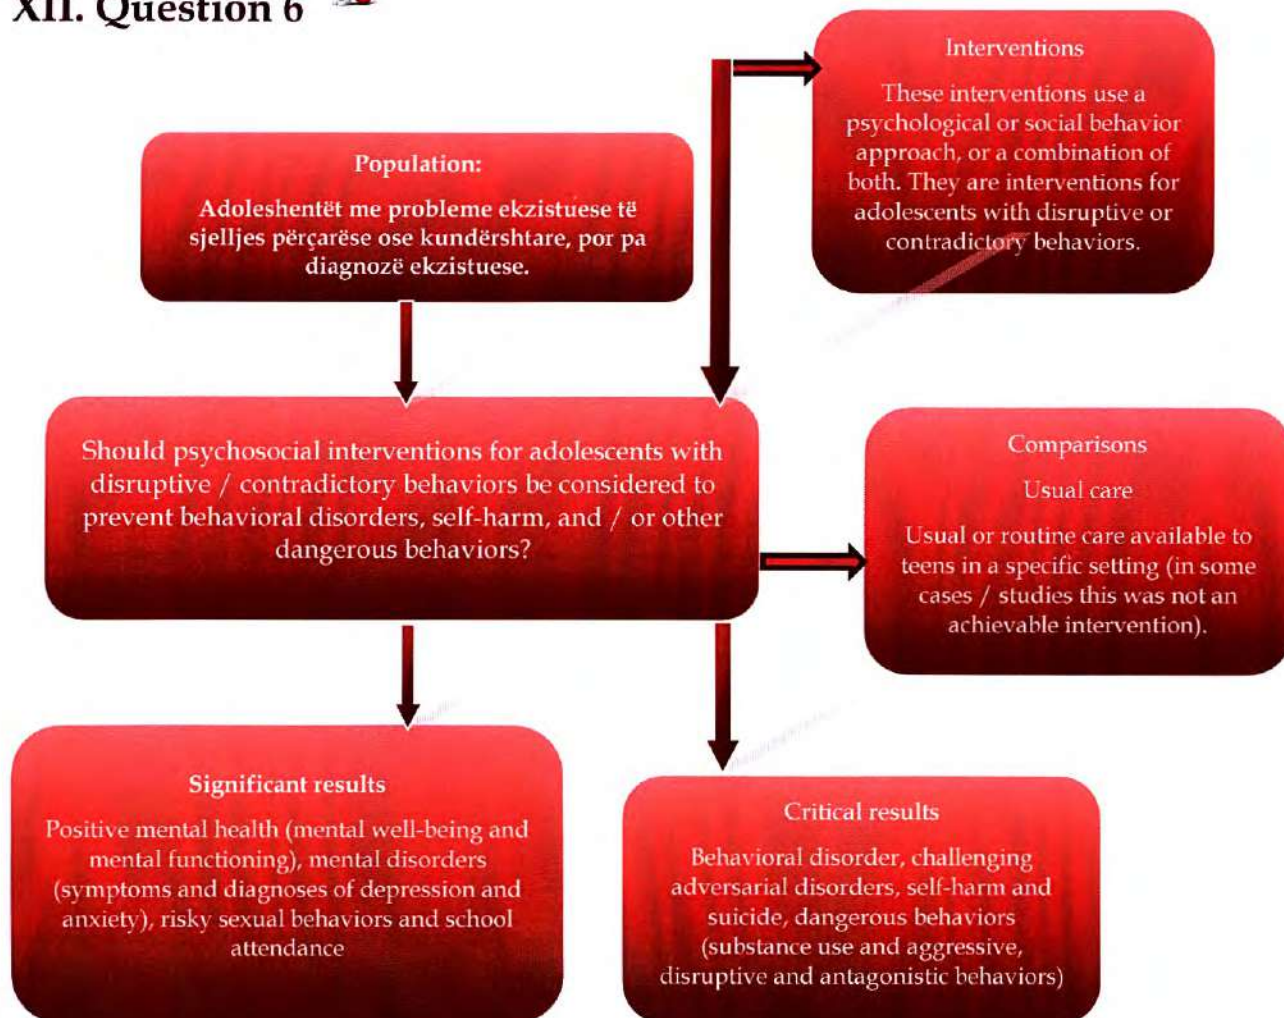 XII. Question 6
Interventions
These interventions use a
psychological or social behavior
approach, or a combination of
both. They are interventions for
adolescents with disruptive or
contradictory behaviors.
Population:
Adoleshentët me probleme ekzistuese të
sjelljes përçarëse ose kundërshtare, por pa
diagnozë ekzistuese.
Should psychosocial interventions for adolescents with
disruptive / contradictory behaviors be considered to
prevent behavioral disorders, self-harm, and / or other
dangerous behaviors?
Comparisons
Usual care
Usual or routine care available to
teens in a specific setting (in some
cases / studies this was not an
achievable intervention).
Significant results
Positive mental health (mental well-being and
mental functioning), mental disorders
(symptoms and diagnoses of depression and
anxiety), risky sexual behaviors and school
attendance
Critical results
Behavioral disorder, challenging
adversarial disorders, self-harm and
suicide, dangerous behaviors
(substance use and aggressive,
disruptive and antagonistic behaviors)